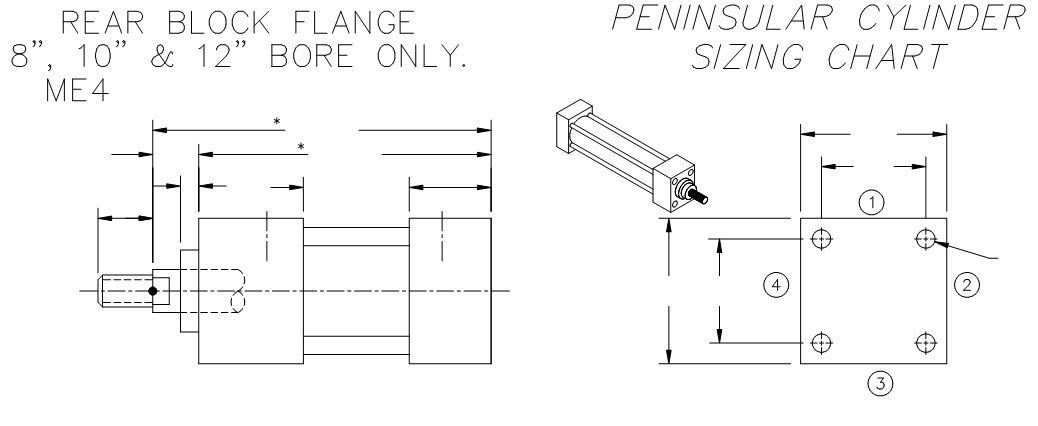 REAR BLOCK FLANGE
8”, 10” & 12” BORE ONLY.
ME4
PENINSULAR CYLINDER
SIZING CHART
*
*
1
4
2
3